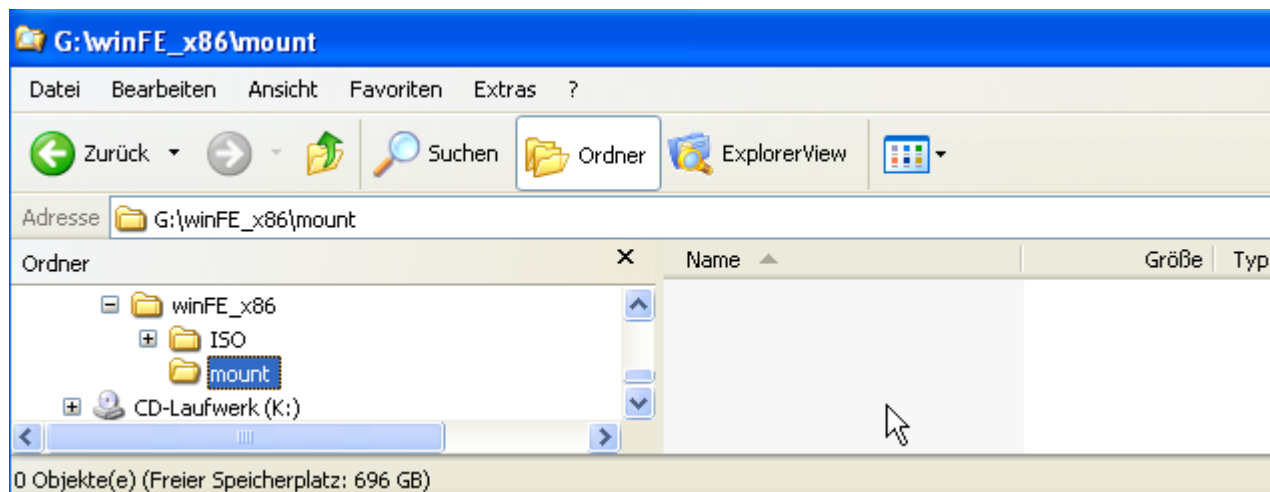 G:\winFE_x86\mount
Datei Bearbeiten Ansicht Favoriten Extras ?
Zurück Suchen Ordner ExplorerView
Adresse G:\winFE_x86\mount
Ordner x Name Größe Typ
winFE_x86
ISO
mount
CD-Laufwerk (K:)
0 Objekte(e) (Freier Speicherplatz: 696 GB)